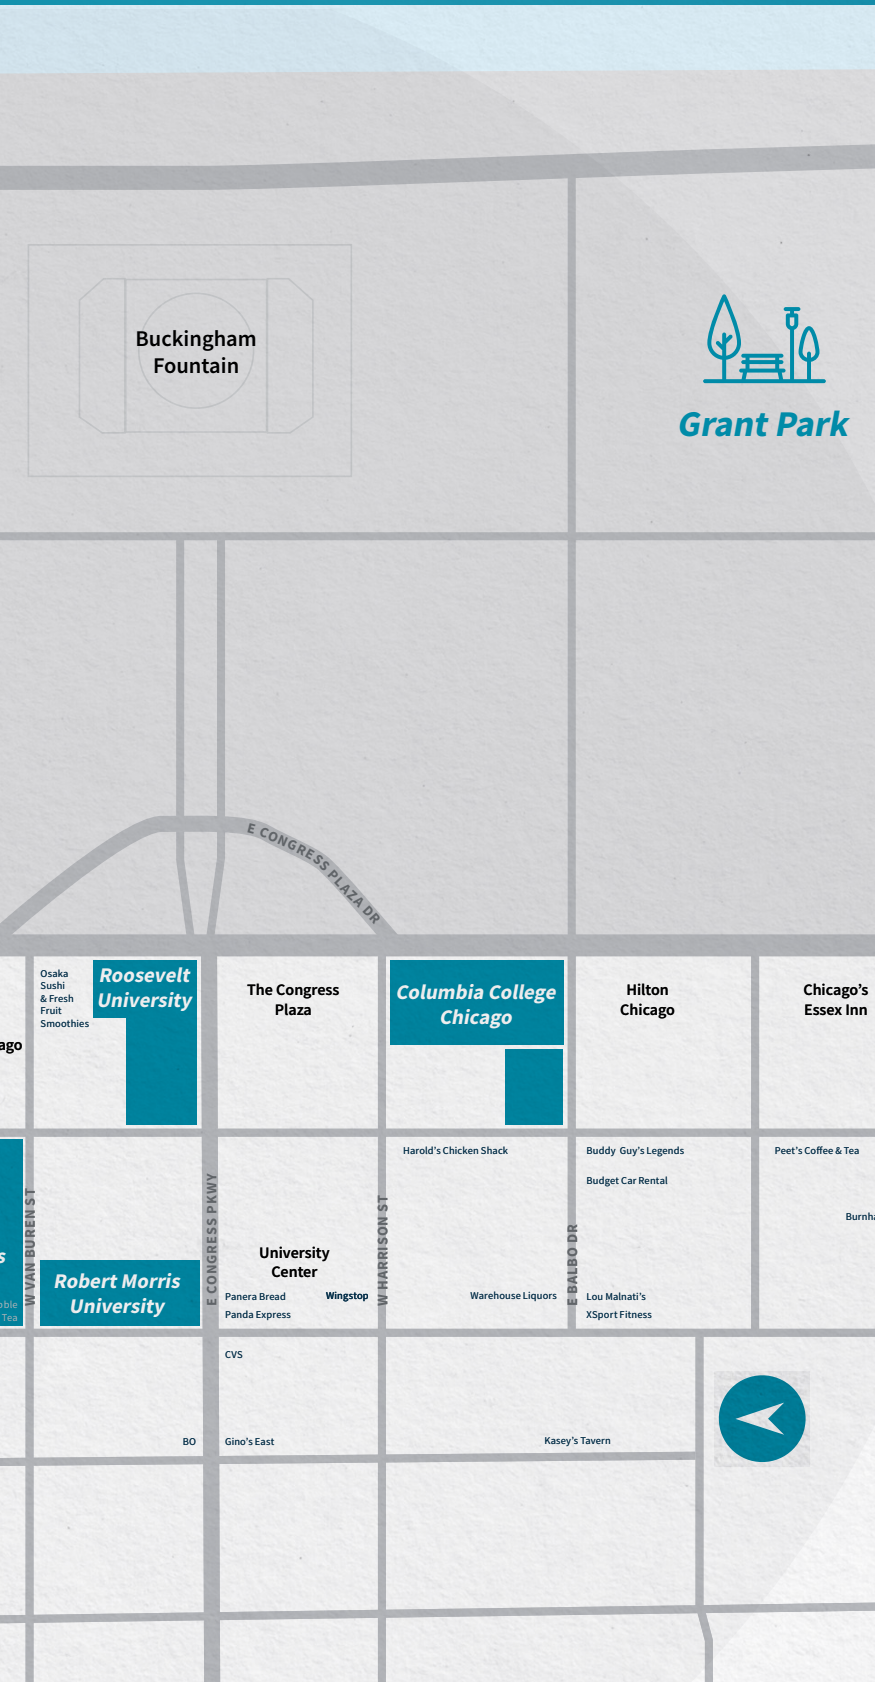 Buckingham
Fountain
Grant Park
E CONGRESS PLAZA DR
Osaka
Sushi
& Fresh
Fruit
Smoothies
Roosevelt
University
The Congress
Plaza
Columbia College
Chicago
Hilton
Chicago
Chicago's
Essex Inn
ago
Harold's Chicken Shack
Buddy Guy's Legends
Budget Car Rental
Peet's Coffee & Tea
Burnha
W VAN BUREN ST
E CONGRESS PKWY
W HARRISON ST
E BALBO DR
s
oble
Tea
Robert Morris
University
University
Center
Panera Bread
Wingstop
Panda Express
Warehouse Liquors
Lou Malnati's
XSport Fitness
CVS
BO
Gino's East
Kasey's Tavern